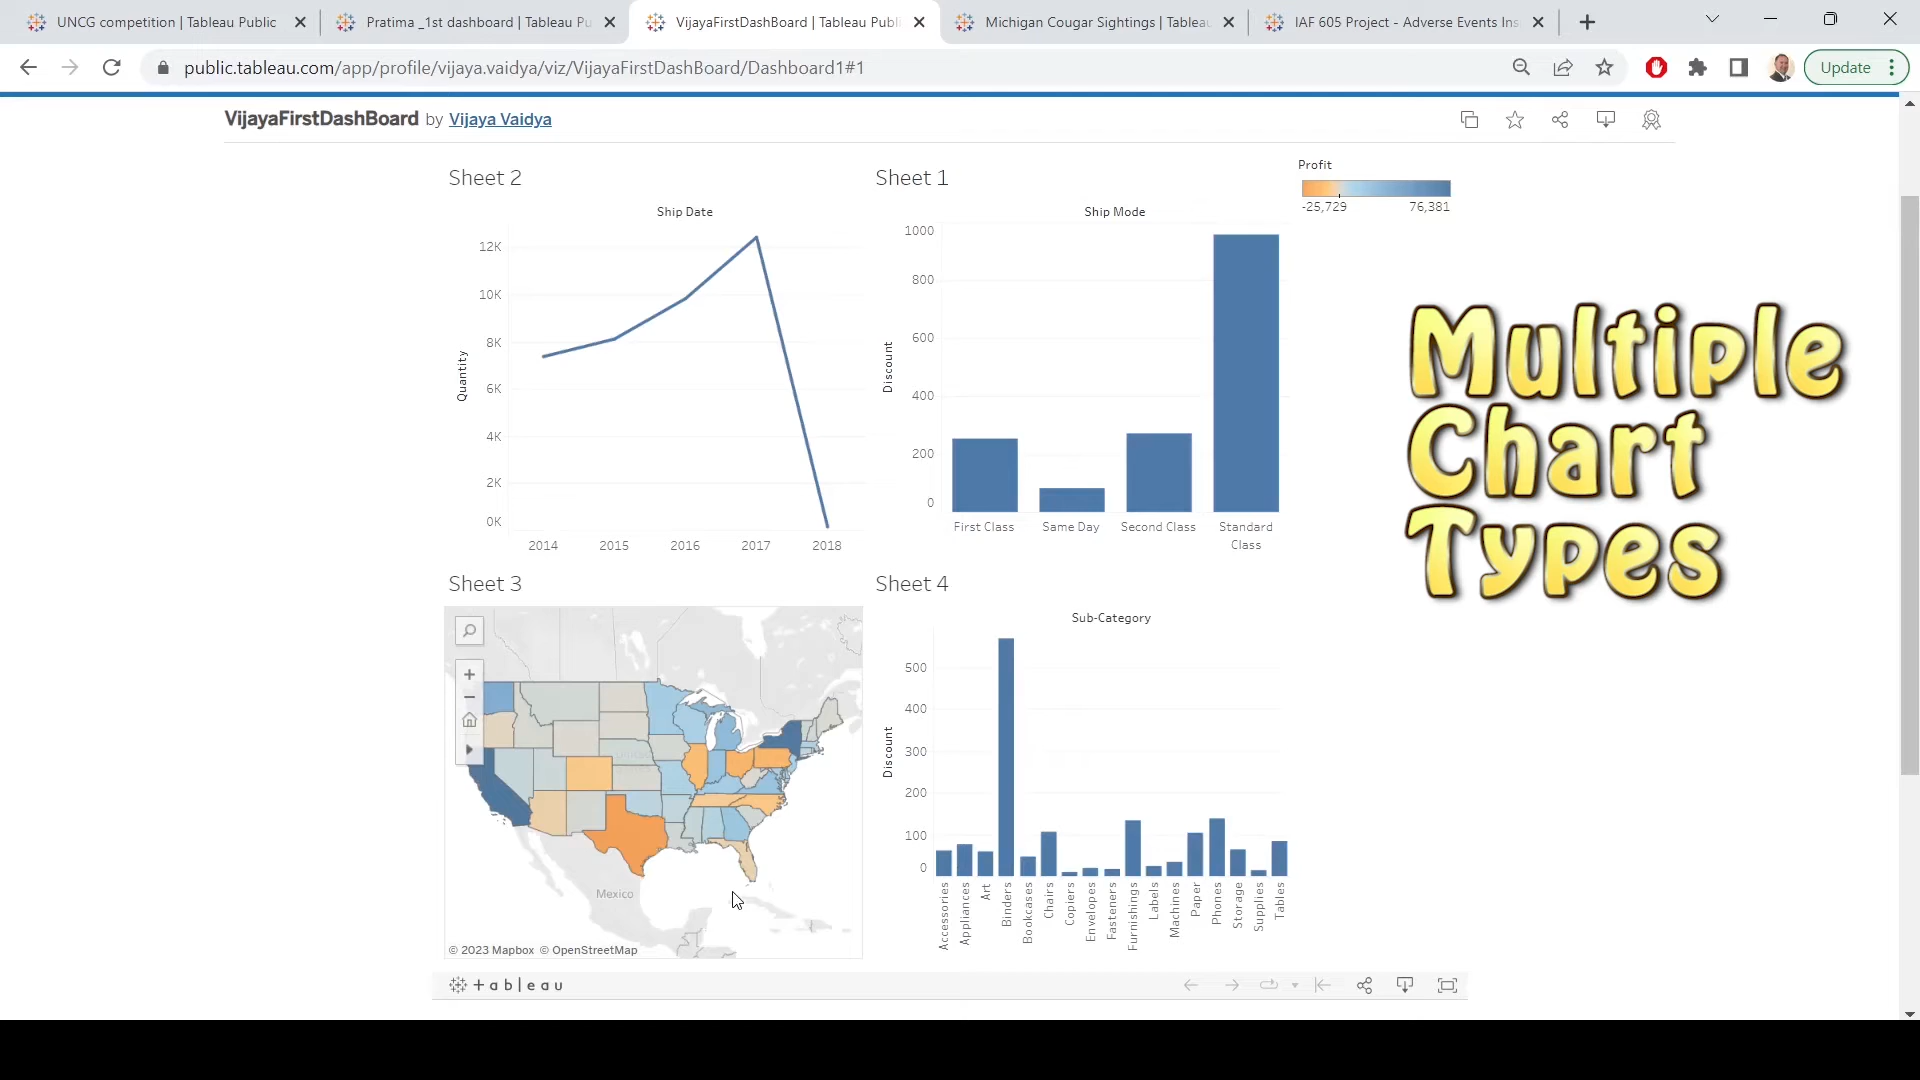 UNCG competition | Tableau Public
Pratima _1st dashboard | Tableau Pu
VijayaFirstDashBoard | Tableau Publi
Michigan Cougar Sightings | Tableau
IAF 605 Project - Adverse Events Ins
public.tableau.com/app/profile/vijaya.vaidya/viz/VijayaFirstDashBoard/Dashboard1#1
Update
VijayaFirstDashBoard by Vijaya Vaidya
Sheet 2
Ship Date
Quantity
12K
10K
8K
6K
4K
2K
0K
2014 2015 2016 2017 2018
Sheet 1
Ship Mode
Discount
1000
800
600
400
200
0
First Class Same Day Second Class Standard
Class
Profit
-25,729 76,381
Multiple
Chart
Types
Sheet 3
Mexico
© 2023 Mapbox © OpenStreetMap
Sheet 4
Sub-Category
Discount
500
400
300
200
100
0
Accessories
Appliances
Art
Binders
Bookcases
Chairs
Copiers
Envelopes
Fasteners
Furnishings
Labels
Machines
Paper
Phones
Storage
Supplies
Tables
+ableau